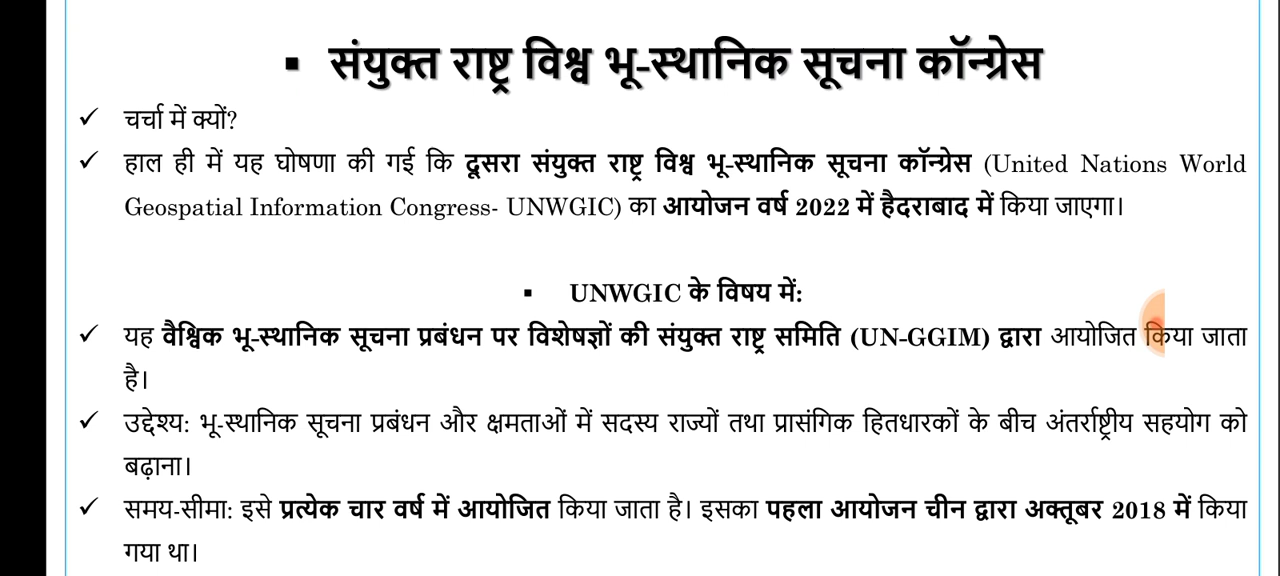 ▪ संयुक्त राष्ट्र विश्व भू-स्थानिक सूचना कॉन्ग्रेस
✓ चर्चा में क्यों?
✓ हाल ही में यह घोषणा की गई कि दूसरा संयुक्त राष्ट्र विश्व भू-स्थानिक सूचना कॉन्ग्रेस (United Nations World
Geospatial Information Congress- UNWGIC) का आयोजन वर्ष 2022 में हैदराबाद में किया जाएगा।
▪ UNWGIC के विषय में:
✓ यह वैश्विक भू-स्थानिक सूचना प्रबंधन पर विशेषज्ञों की संयुक्त राष्ट्र समिति (UN-GGIM) द्वारा आयोजित किया जाता
है।
✓ उद्देश्य: भू-स्थानिक सूचना प्रबंधन और क्षमताओं में सदस्य राज्यों तथा प्रासंगिक हितधारकों के बीच अंतर्राष्ट्रीय सहयोग को
बढ़ाना।
✓ समय-सीमा: इसे प्रत्येक चार वर्ष में आयोजित किया जाता है। इसका पहला आयोजन चीन द्वारा अक्तूबर 2018 में किया
गया था।